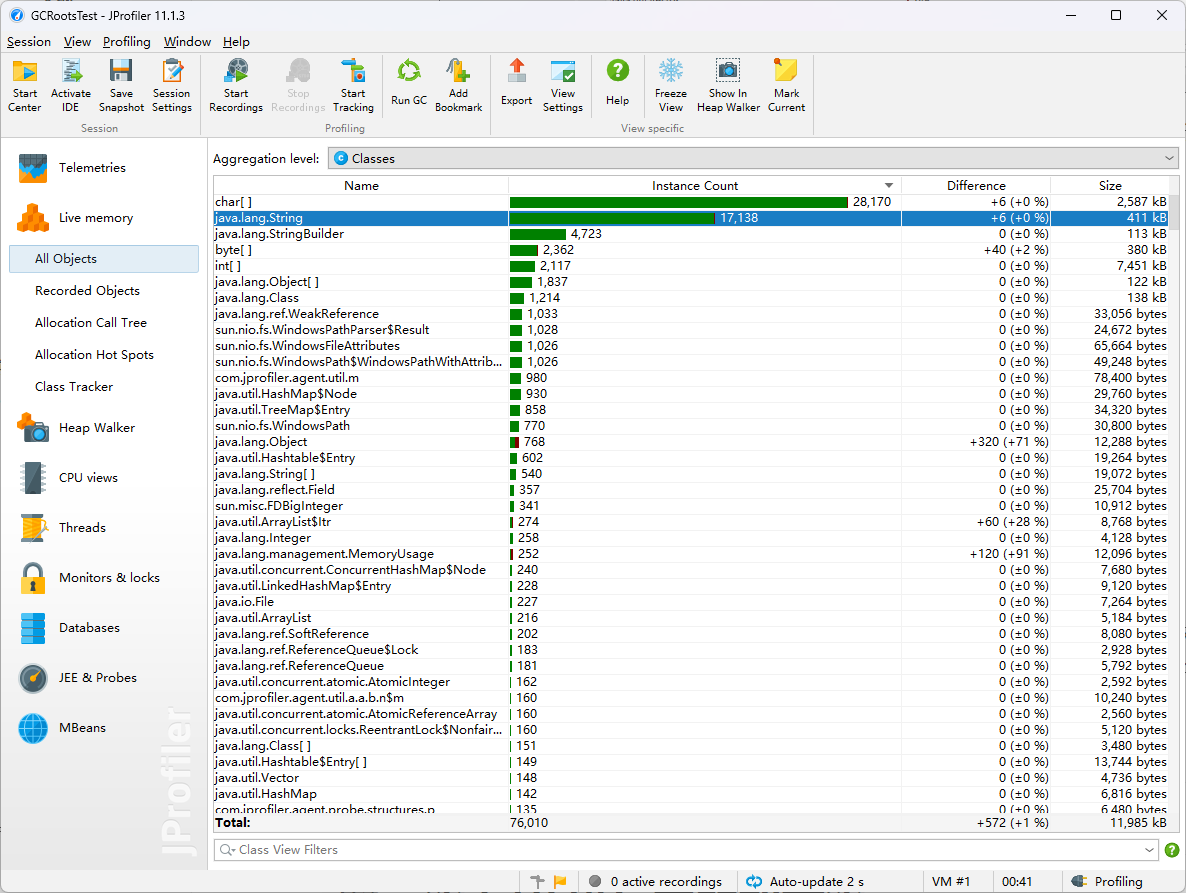 GCRootsTest - JProfiler 11.1.3
Session View Profiling Window Help
Start Center
Activate IDE
Save Snapshot
Session Settings
Start Recordings
Stop Recordings
Start Tracking
Run GC
Add Bookmark
Export
View Settings
Help
Freeze View
Show In Heap Walker
Mark Current
Session
Profiling
View specific
Telemetries
Live memory
All Objects
Recorded Objects
Allocation Call Tree
Allocation Hot Spots
Class Tracker
Heap Walker
CPU views
Threads
Monitors & locks
Databases
JEE & Probes
MBeans
JProfiler
Aggregation level: Classes
Name Instance Count Difference Size
char[ ] 28,170 +6 (+0 %) 2,587 kB
java.lang.String 17,138 +6 (+0 %) 411 kB
java.lang.StringBuilder 4,723 0 (±0 %) 113 kB
byte[ ] 2,362 +40 (+2 %) 380 kB
int[ ] 2,117 0 (±0 %) 7,451 kB
java.lang.Object[ ] 1,837 0 (±0 %) 122 kB
java.lang.Class 1,214 0 (±0 %) 138 kB
java.lang.ref.WeakReference 1,033 0 (±0 %) 33,056 bytes
sun.nio.fs.WindowsPathParser$Result 1,028 0 (±0 %) 24,672 bytes
sun.nio.fs.WindowsFileAttributes 1,026 0 (±0 %) 65,664 bytes
sun.nio.fs.WindowsPath$WindowsPathWithAttrib... 1,026 0 (±0 %) 49,248 bytes
com.jprofiler.agent.util.m 980 0 (±0 %) 78,400 bytes
java.util.HashMap$Node 930 0 (±0 %) 29,760 bytes
java.util.TreeMap$Entry 858 0 (±0 %) 34,320 bytes
sun.nio.fs.WindowsPath 770 0 (±0 %) 30,800 bytes
java.lang.Object 768 +320 (+71 %) 12,288 bytes
java.util.Hashtable$Entry 602 0 (±0 %) 19,264 bytes
java.lang.String[ ] 540 0 (±0 %) 19,072 bytes
java.lang.reflect.Field 357 0 (±0 %) 25,704 bytes
sun.misc.FDBigInteger 341 0 (±0 %) 10,912 bytes
java.util.ArrayList$Itr 274 +60 (+28 %) 8,768 bytes
java.lang.Integer 258 0 (±0 %) 4,128 bytes
java.lang.management.MemoryUsage 252 +120 (+91 %) 12,096 bytes
java.util.concurrent.ConcurrentHashMap$Node 240 0 (±0 %) 7,680 bytes
java.util.LinkedHashMap$Entry 228 0 (±0 %) 9,120 bytes
java.io.File 227 0 (±0 %) 7,264 bytes
java.util.ArrayList 216 0 (±0 %) 5,184 bytes
java.lang.ref.SoftReference 202 0 (±0 %) 8,080 bytes
java.lang.ref.ReferenceQueue$Lock 183 0 (±0 %) 2,928 bytes
java.lang.ref.ReferenceQueue 181 0 (±0 %) 5,792 bytes
java.util.concurrent.atomic.AtomicInteger 162 0 (±0 %) 2,592 bytes
com.jprofiler.agent.util.a.a.b.n$m 160 0 (±0 %) 10,240 bytes
java.util.concurrent.atomic.AtomicReferenceArray 160 0 (±0 %) 2,560 bytes
java.util.concurrent.locks.ReentrantLock$Nonfair... 160 0 (±0 %) 5,120 bytes
java.lang.Class[ ] 151 0 (±0 %) 3,480 bytes
java.util.Hashtable$Entry[ ] 149 0 (±0 %) 13,744 bytes
java.util.Vector 148 0 (±0 %) 4,736 bytes
java.util.HashMap 142 0 (±0 %) 6,816 bytes
com.jprofiler.agent.probe.structures.p 135 0 (±0 %) 6,480 bytes
Total: 76,010 +572 (+1 %) 11,985 kB
Class View Filters
0 active recordings Auto-update 2 s VM #1 00:41 Profiling